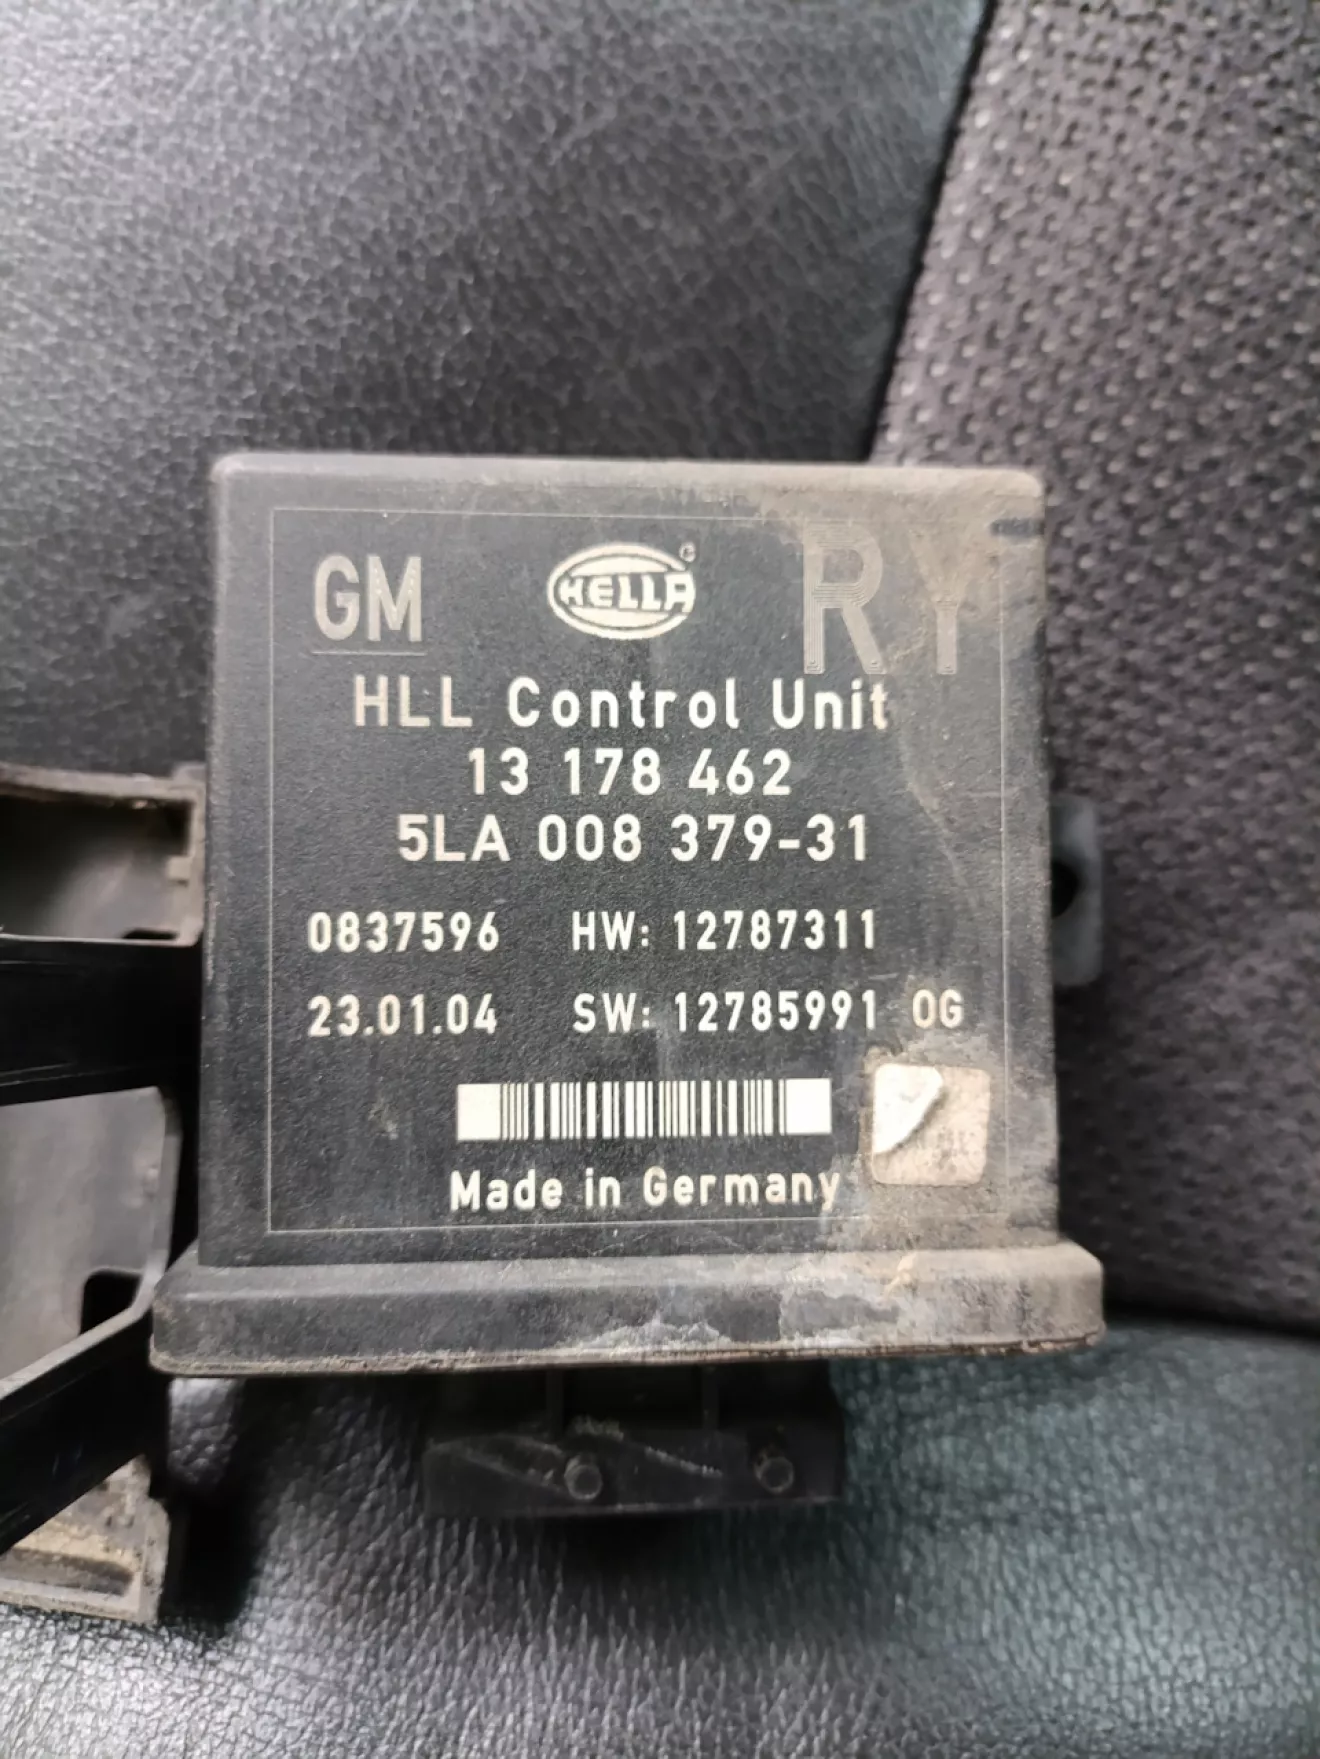 GM HELLA RY
HLL Control Unit
13 178 462
5LA 008 379-31
0837596 HW: 12787311
23.01.04 SW: 12785991 OG
Made in Germany